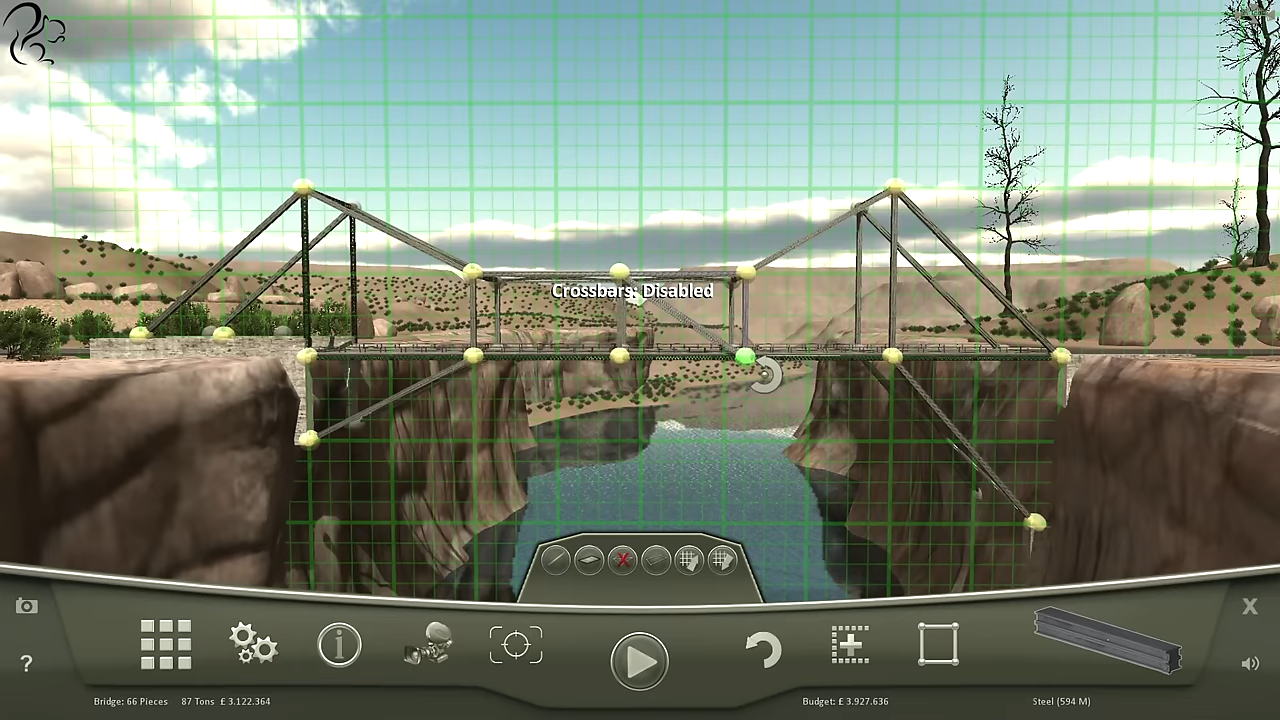 Crossbars: Disabled
Bridge: 66 Pieces 87 Tons £ 3.122.364 Budget: £ 3.927.636 Steel (594 M)